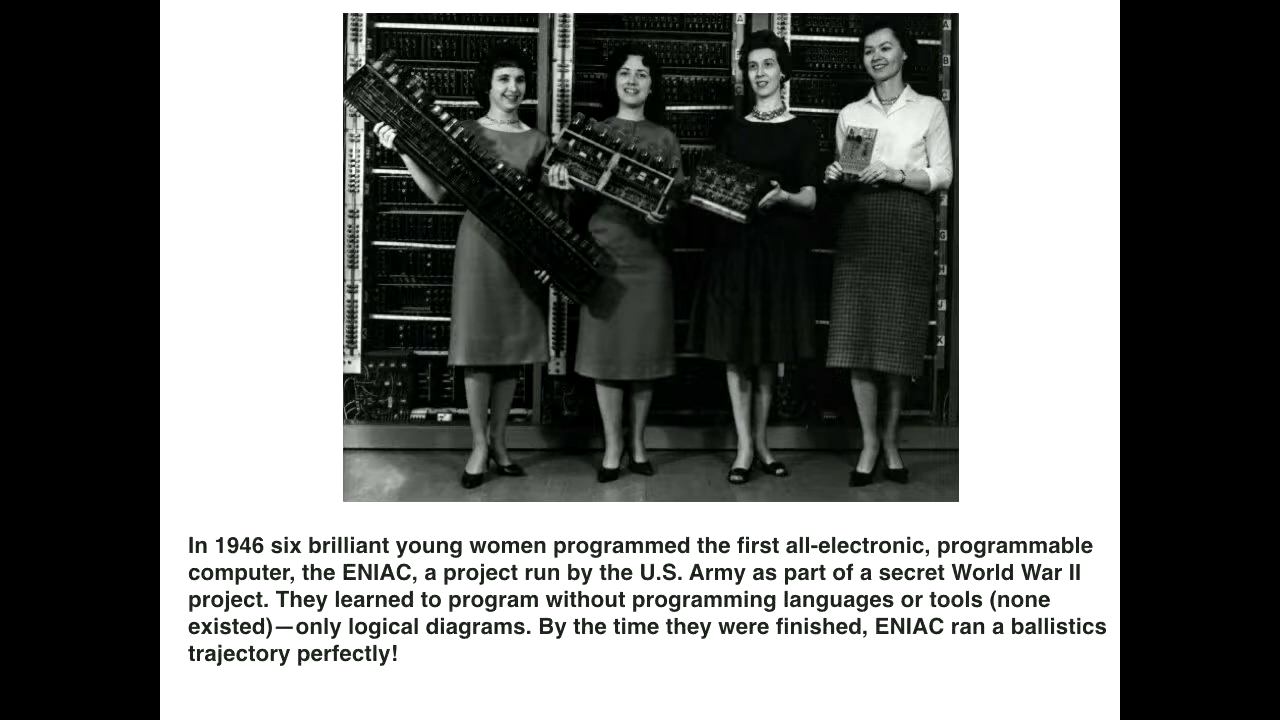 In 1946 six brilliant young women programmed the first all-electronic, programmable
computer, the ENIAC, a project run by the U.S. Army as part of a secret World War II
project. They learned to program without programming languages or tools (none
existed)—only logical diagrams. By the time they were finished, ENIAC ran a ballistics
trajectory perfectly!